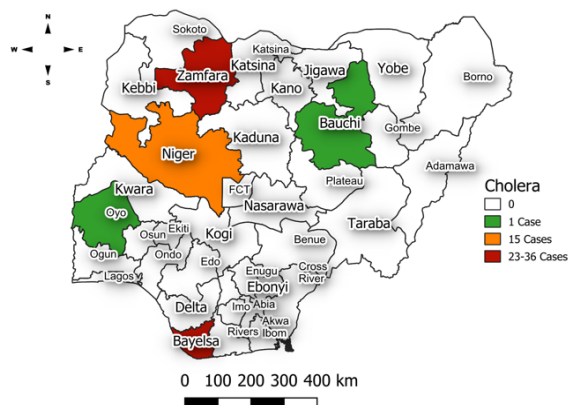 N
W E
S
Sokoto
Katsina
Zamfara
Katsina
Jigawa
Yobe
Borno
Kebbi
Kano
Bauchi
Gombe
Kaduna
Niger
Adamawa
Plateau
FCT
Kwara
Nasarawa
Taraba
Oyo
Kogi
Ekiti
Osun
Benue
Ogun
Ondo
Edo
Lagos
Enugu
Cross
River
Ebonyi
Delta
Imo
Abia
Akwa
Ibom
Rivers
Bayelsa
Cholera
0
1 Case
15 Cases
23-36 Cases
0 100 200 300 400 km